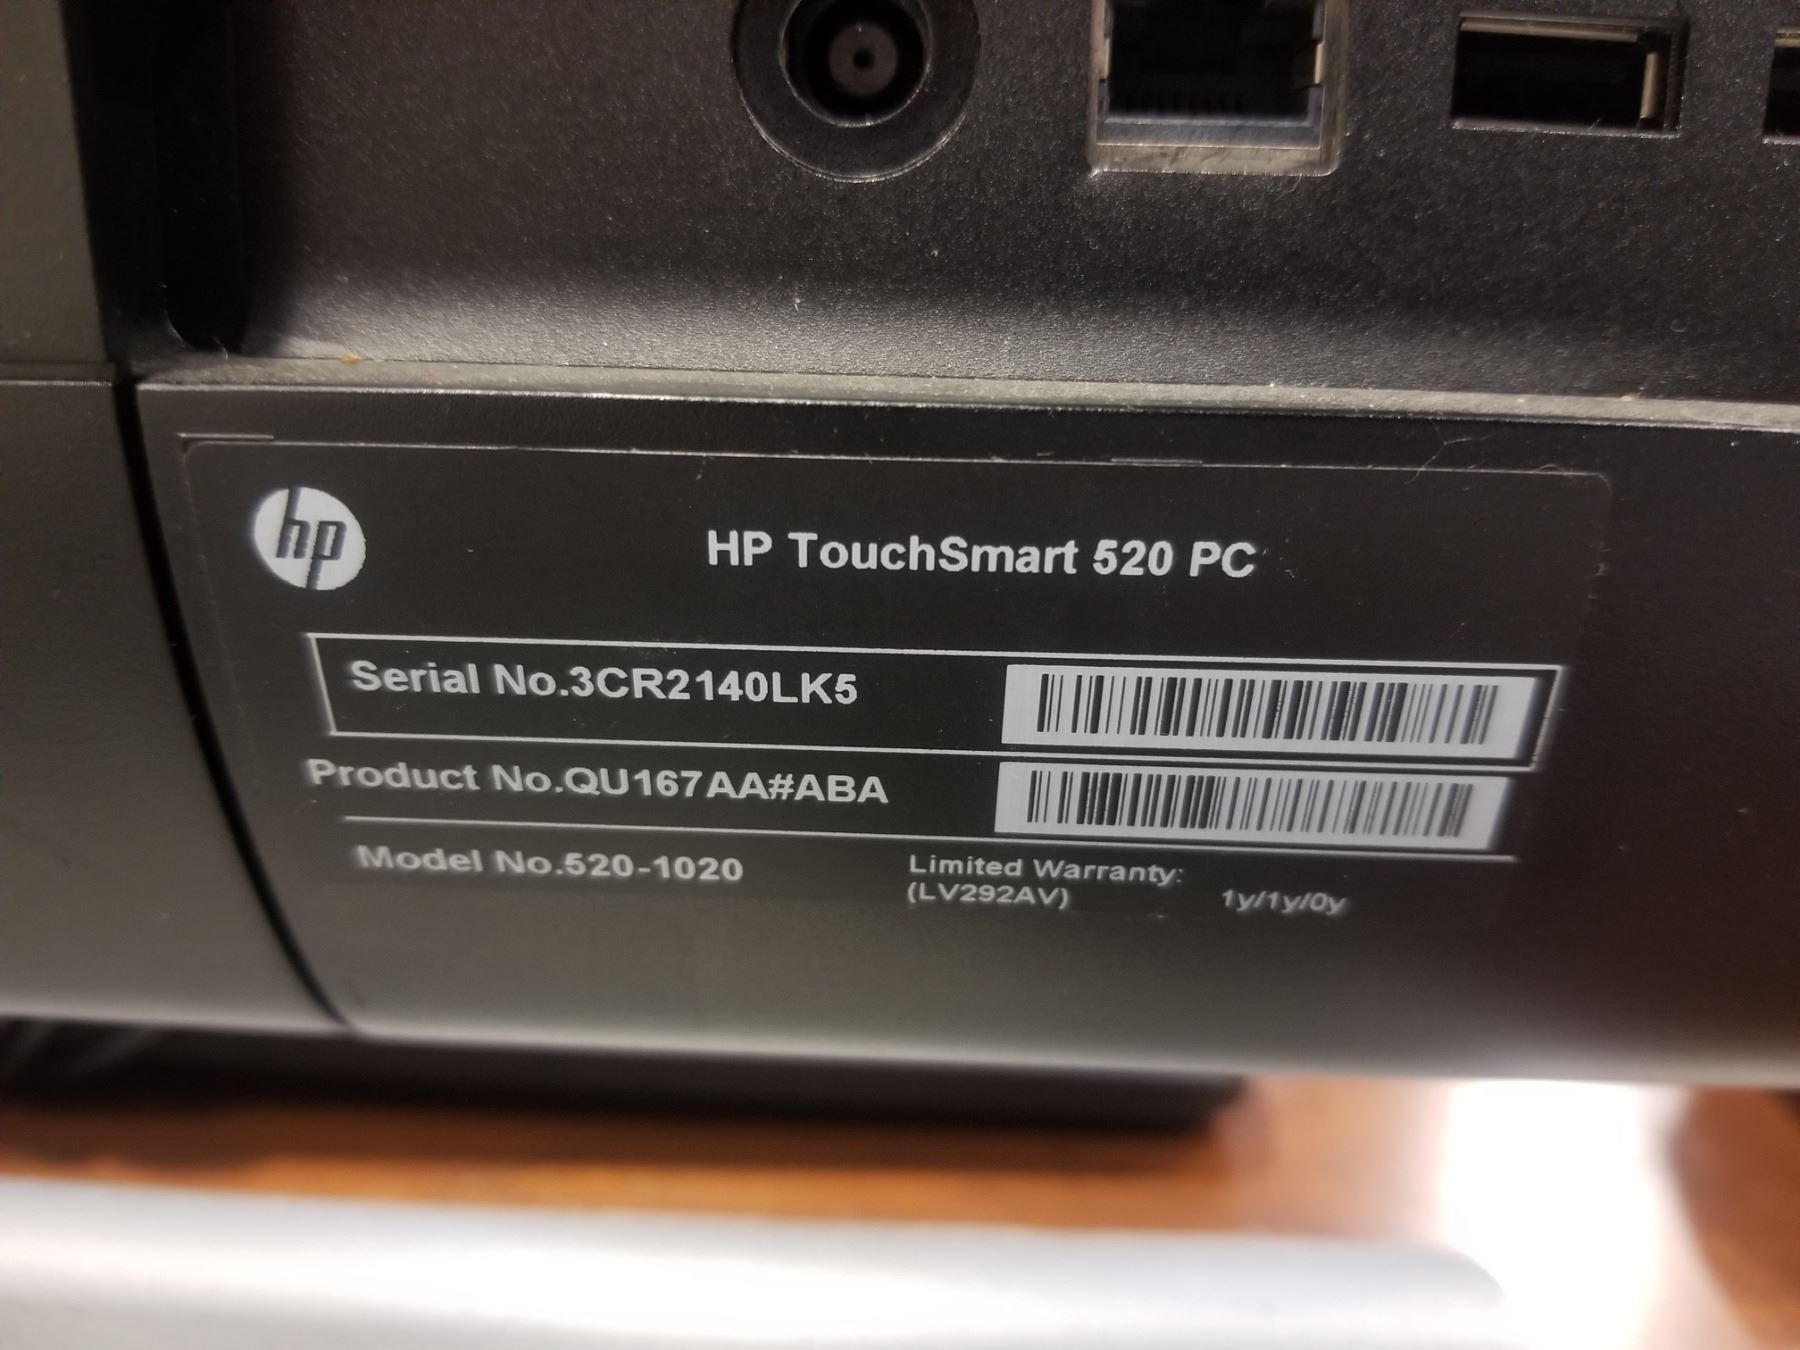 hp
HP TouchSmart 520 PC
Serial No.3CR2140LK5
Product No.QU167AA#ABA
Model No.520-1020
Limited Warranty:
(LV292AV) 1y/1y/0y